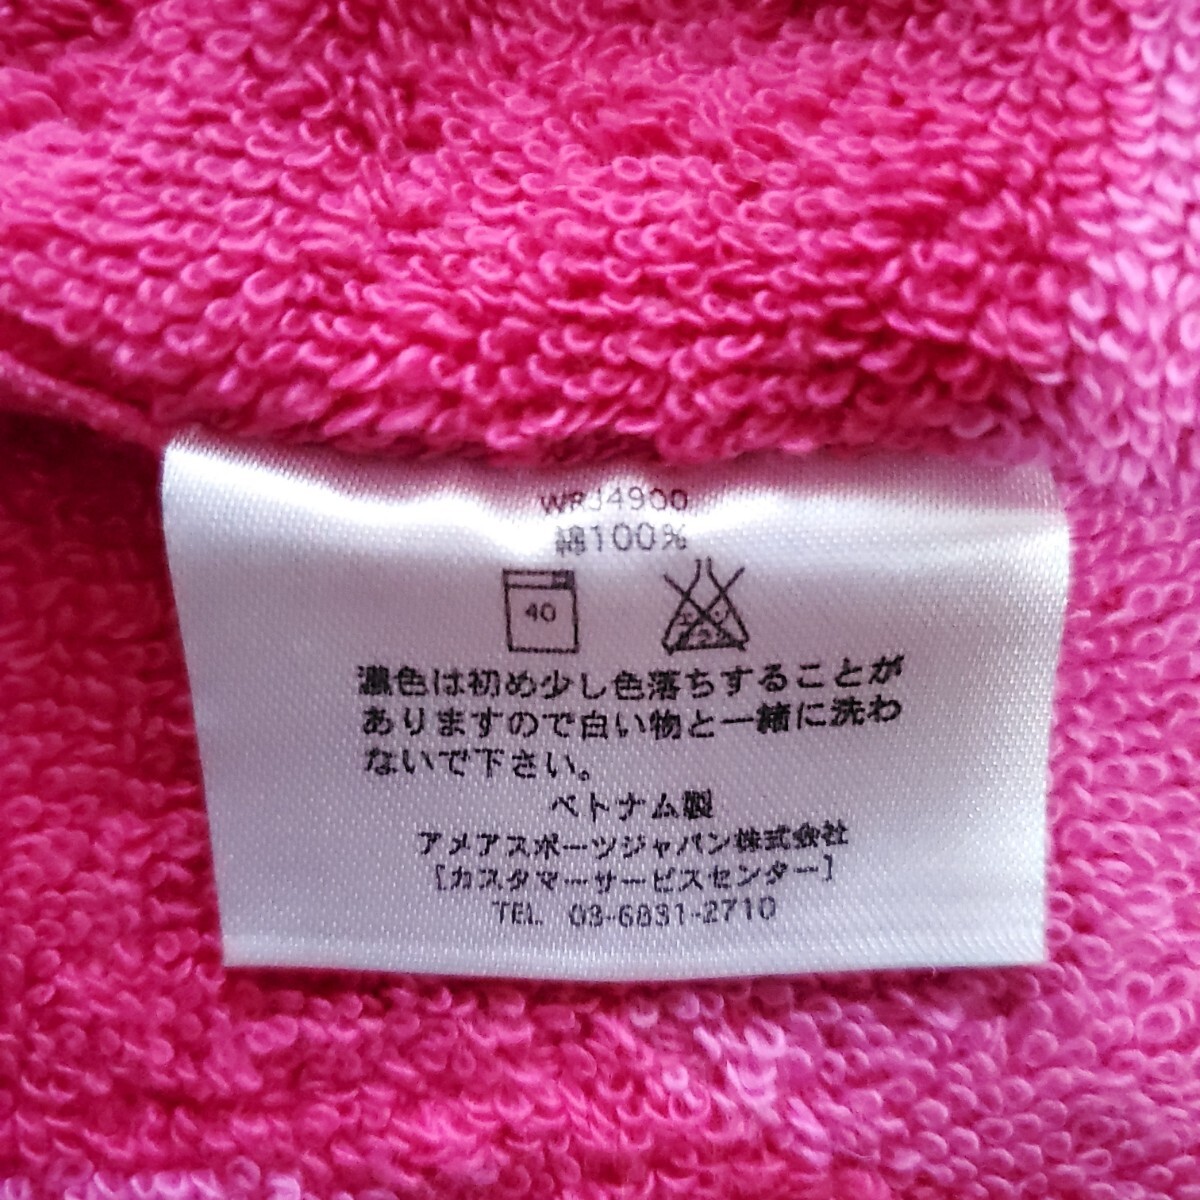 WRJ4900
綿100%
40
濃色は初め少し色落ちすることが
ありますので白い物と一緒に洗わ
ないで下さい。
ベトナム製
アメアスポーツジャパン株式会社
[カスタマーサービスセンター]
TEL 03-6831-2710